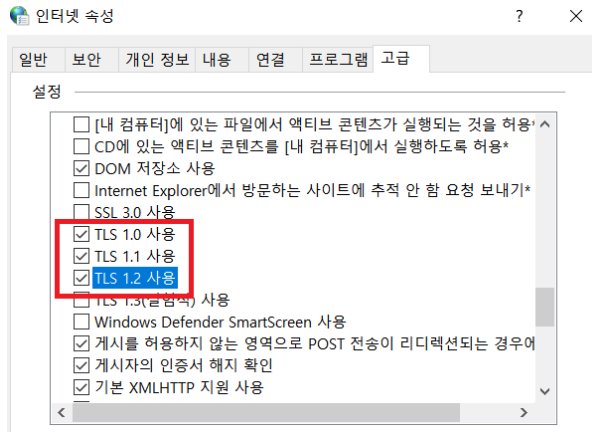 인터넷 속성
?
일반 보안 개인 정보 내용 연결 프로그램 고급
설정
[내 컴퓨터]에 있는 파일에서 액티브 콘텐츠가 실행되는 것을 허용*
CD에 있는 액티브 콘텐츠를 [내 컴퓨터]에서 실행하도록 허용*
DOM 저장소 사용
Internet Explorer에서 방문하는 사이트에 추적 안 함 요청 보내기*
SSL 3.0 사용
TLS 1.0 사용
TLS 1.1 사용
TLS 1.2 사용
TLS 1.3(실험적) 사용
Windows Defender SmartScreen 사용
게시를 허용하지 않는 영역으로 POST 전송이 리디렉션되는 경우에
게시자의 인증서 해지 확인
기본 XMLHTTP 지원 사용